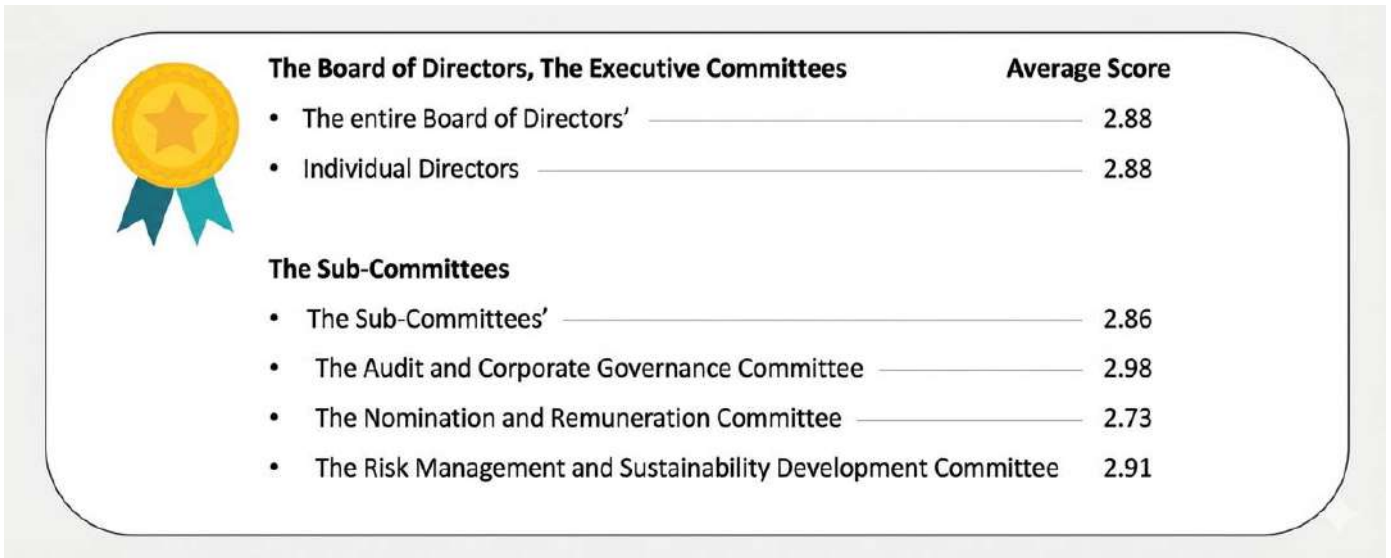 The Board of Directors, The Executive Committees Average Score
• The entire Board of Directors’ 2.88
• Individual Directors 2.88
The Sub-Committees
• The Sub-Committees’ 2.86
• The Audit and Corporate Governance Committee 2.98
• The Nomination and Remuneration Committee 2.73
• The Risk Management and Sustainability Development Committee 2.91